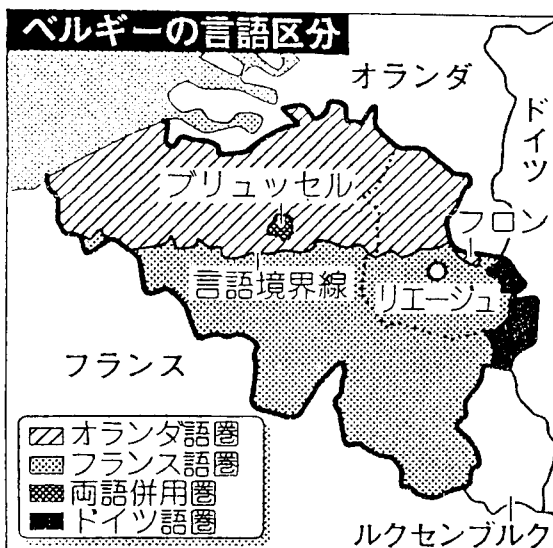 ベルギーの言語区分
オランダ
ドイツ
ブリュッセル
フロン
言語境界線
リエージュ
フランス
オランダ語圏
フランス語圏
両語併用圏
ドイツ語圏
ルクセンブルク